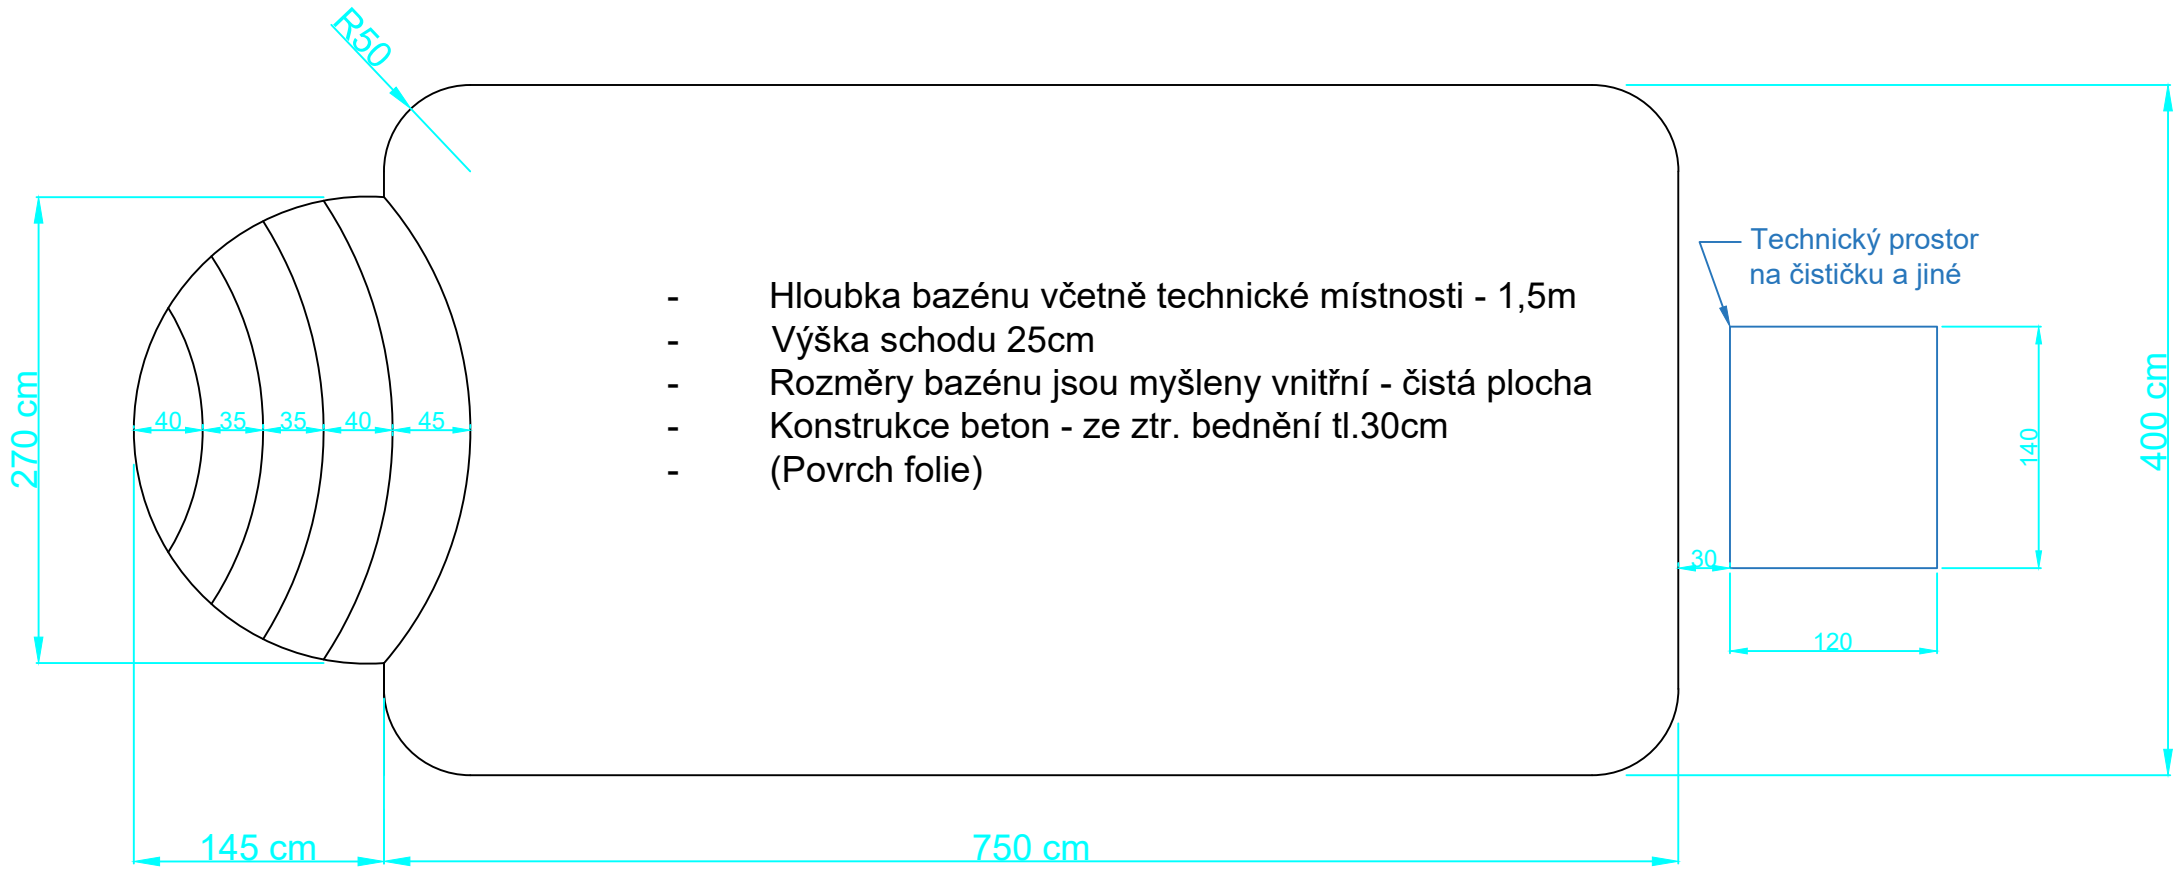 R50
Technický prostor
na čističku a jiné
- Hloubka bazénu včetně technické místnosti - 1,5m
- Výška schodu 25cm
- Rozměry bazénu jsou myšleny vnitřní - čistá plocha
- Konstrukce beton - ze ztr. bednění tl.30cm
- (Povrch folie)
270 cm
40 35 35 40 45
140
400 cm
30
120
145 cm
750 cm